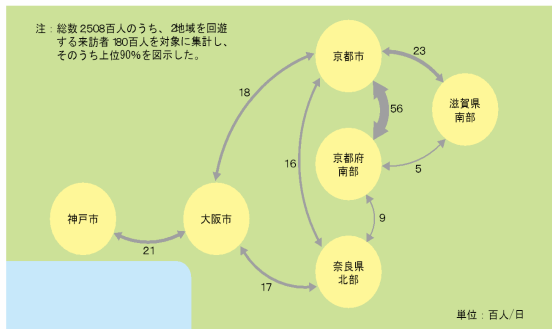 注：総数2,508百人のうち、2地域を回遊
する来訪者180百人を対象に集計し、
そのうち上位90%を図示した。
京都市
23
滋賀県
南部
18
56
16
京都府
南部
5
9
神戸市
21
大阪市
17
奈良県
北部
単位：百人/日